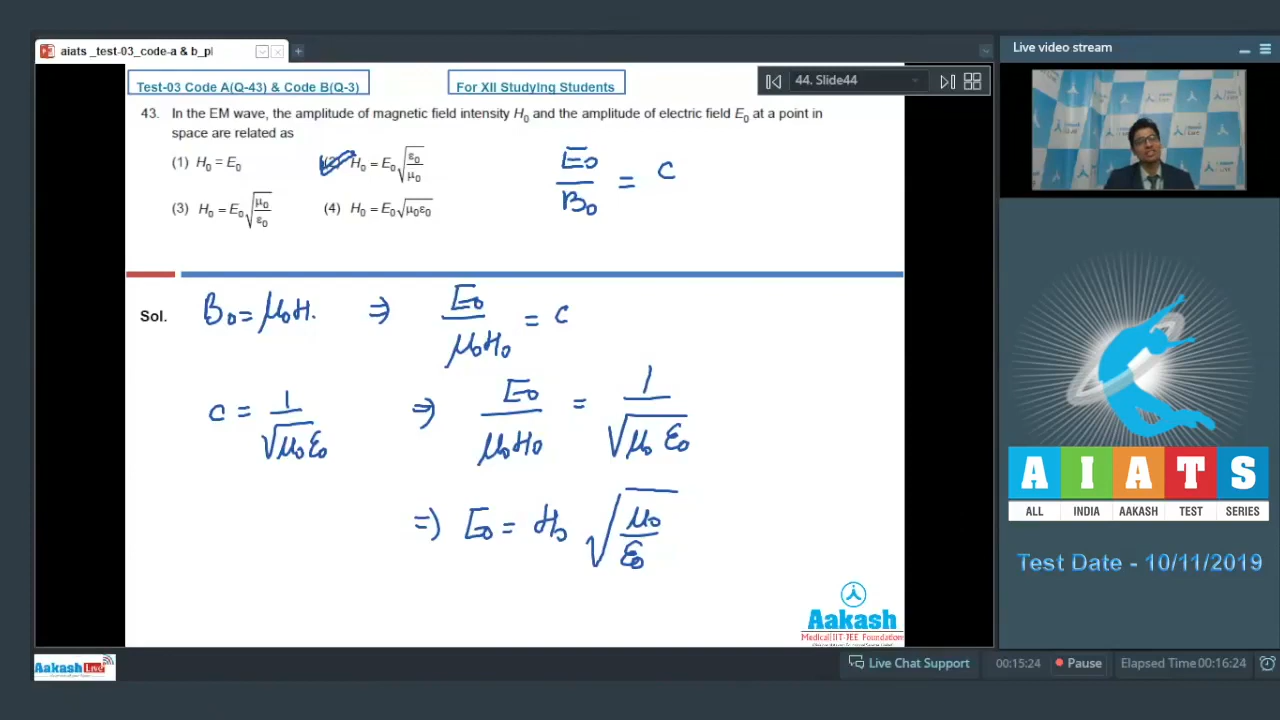 aiats _test-03_code-a & b_p
Live video stream
Test-03 Code A(Q-43) & Code B(Q-3)
For XII Studying Students
44. Slide44
43. In the EM wave, the amplitude of magnetic field intensity H₀ and the amplitude of electric field E₀ at a point in
space are related as
(1) H₀ = E₀
(2) H₀ = E₀√(ε₀/μ₀)
(3) H₀ = E₀√(μ₀/ε₀)
(4) H₀ = E₀√(μ₀ε₀)
E₀/B₀ = c
Sol.
B₀ = μ₀H. ⇒ E₀/(μ₀H₀) = c
c = 1/√(μ₀ε₀) ⇒ E₀/(μ₀H₀) = 1/√(μ₀ε₀)
⇒ E₀ = H₀ √(μ₀/ε₀)
Aakash
Medical|IIT-JEE|Foundations
A I A T S
ALL INDIA AAKASH TEST SERIES
Test Date - 10/11/2019
Aakash Live
Live Chat Support
00:15:24
Pause
Elapsed Time 00:16:24